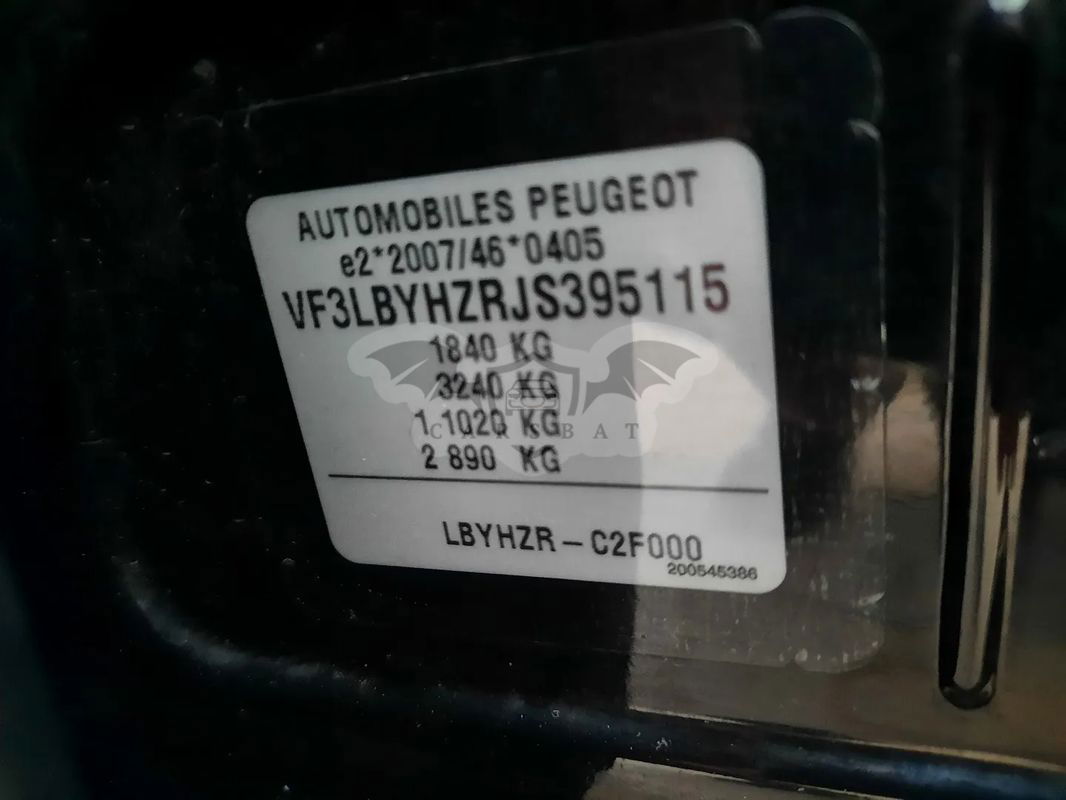 AUTOMOBILES PEUGEOT
e2*2007/46*0405
VF3LBYHZRJS395115
1840 KG
3240 KG
1 1020 KG
2 890 KG
CARSBAT
LBYHZR-C2F000
200545386